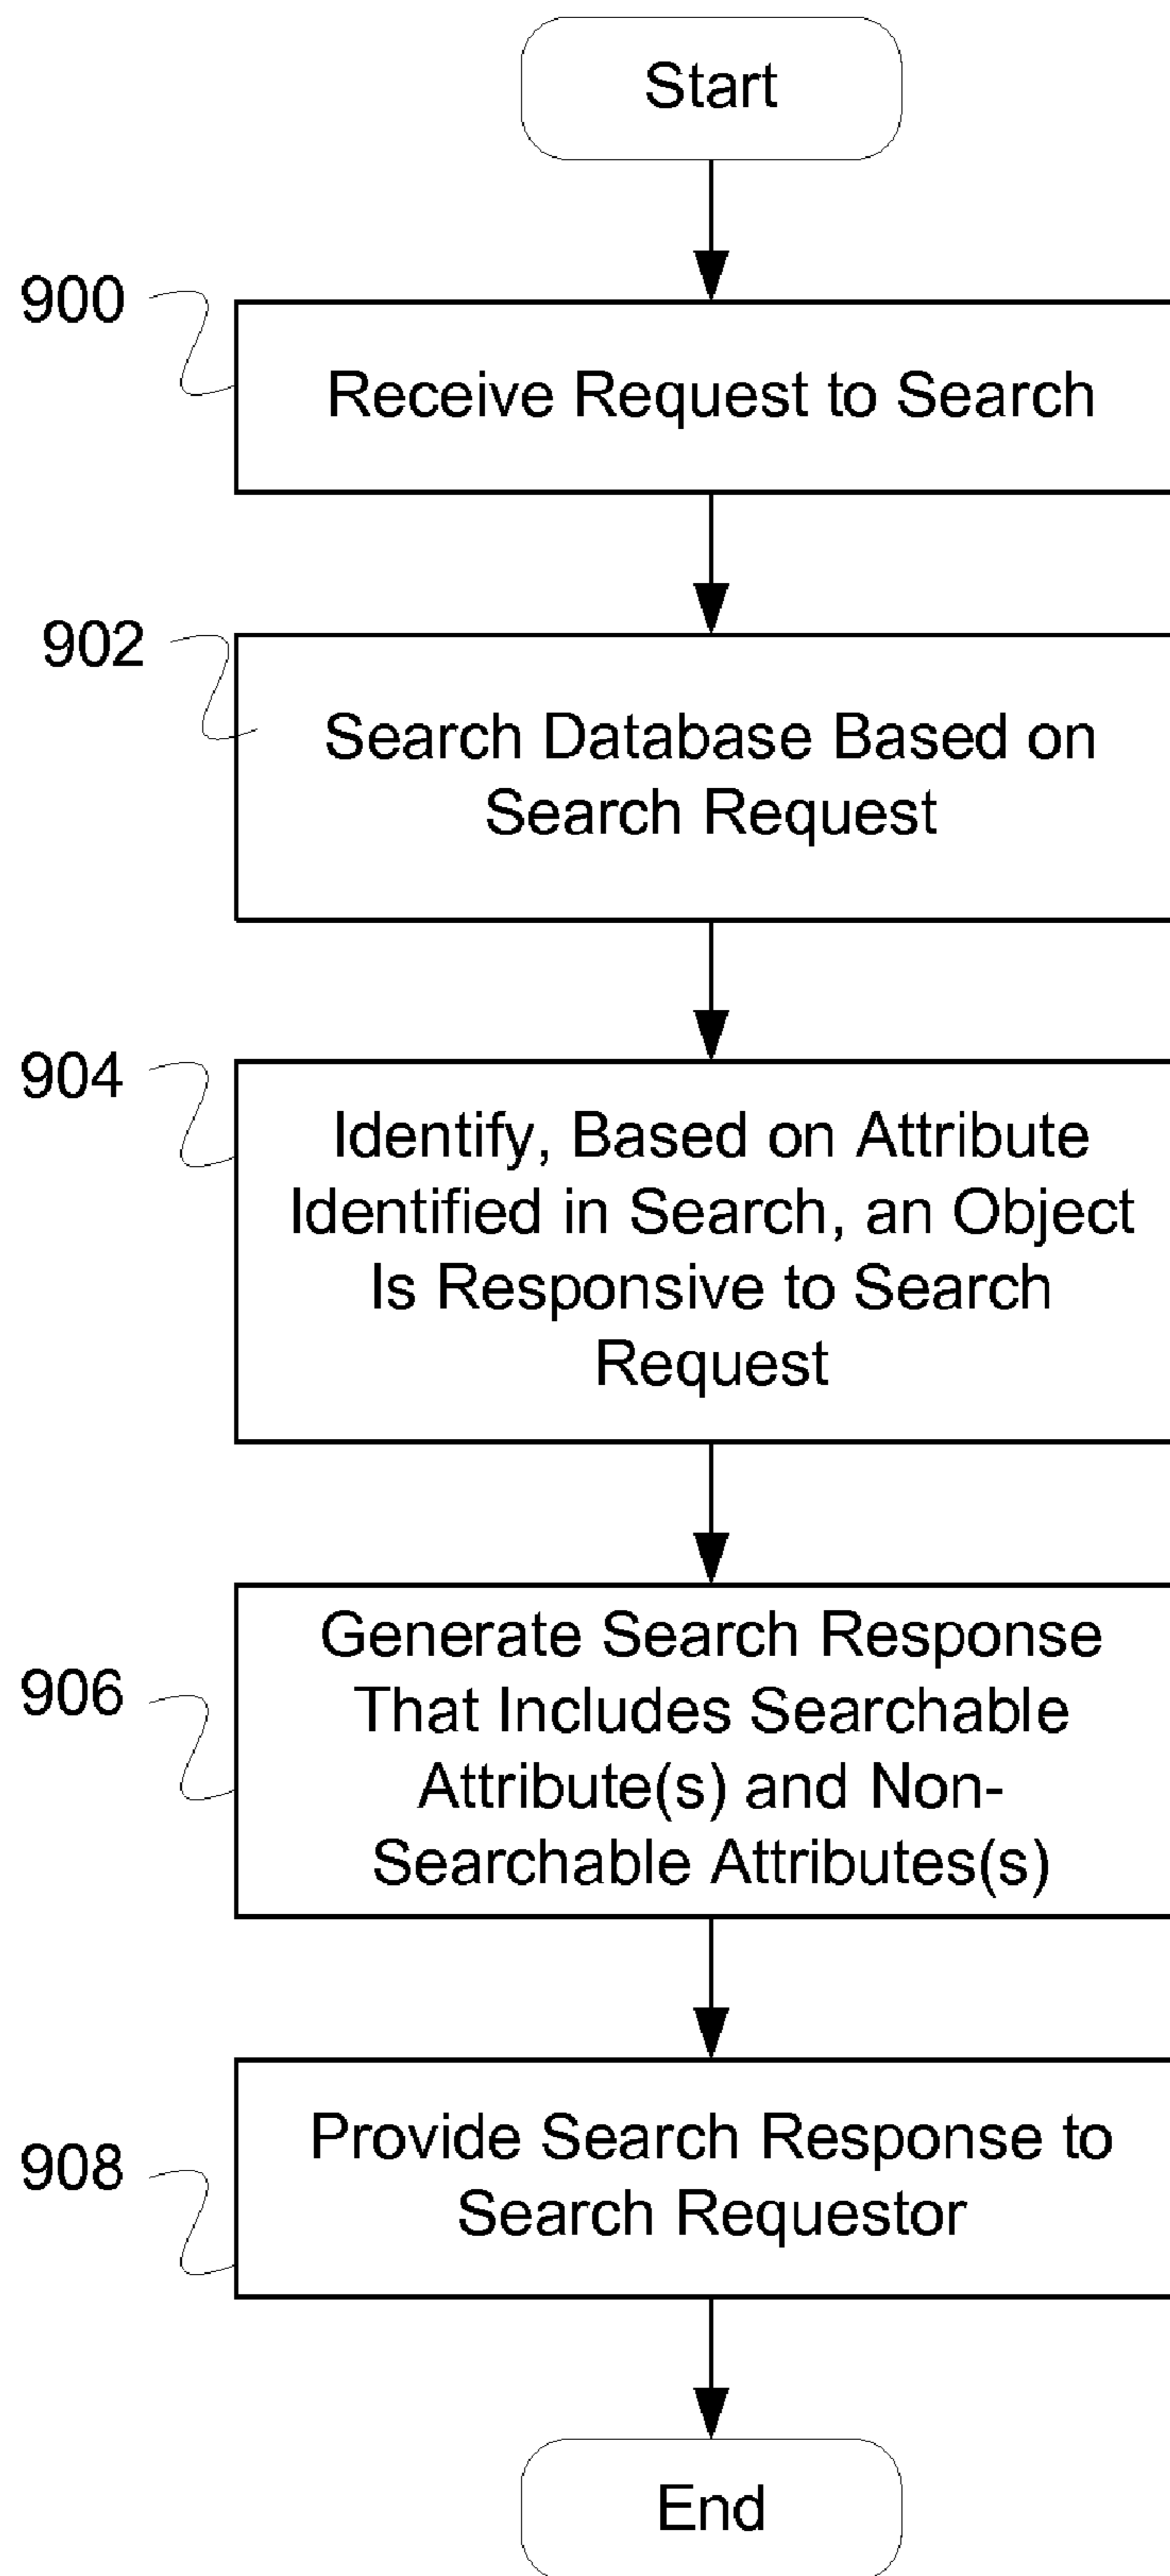 Start
900
Receive Request to Search
902
Search Database Based on
Search Request
904
Identify, Based on Attribute
Identified in Search, an Object
Is Responsive to Search
Request
906
Generate Search Response
That Includes Searchable
Attribute(s) and Non-
Searchable Attributes(s)
908
Provide Search Response to
Search Requestor
End